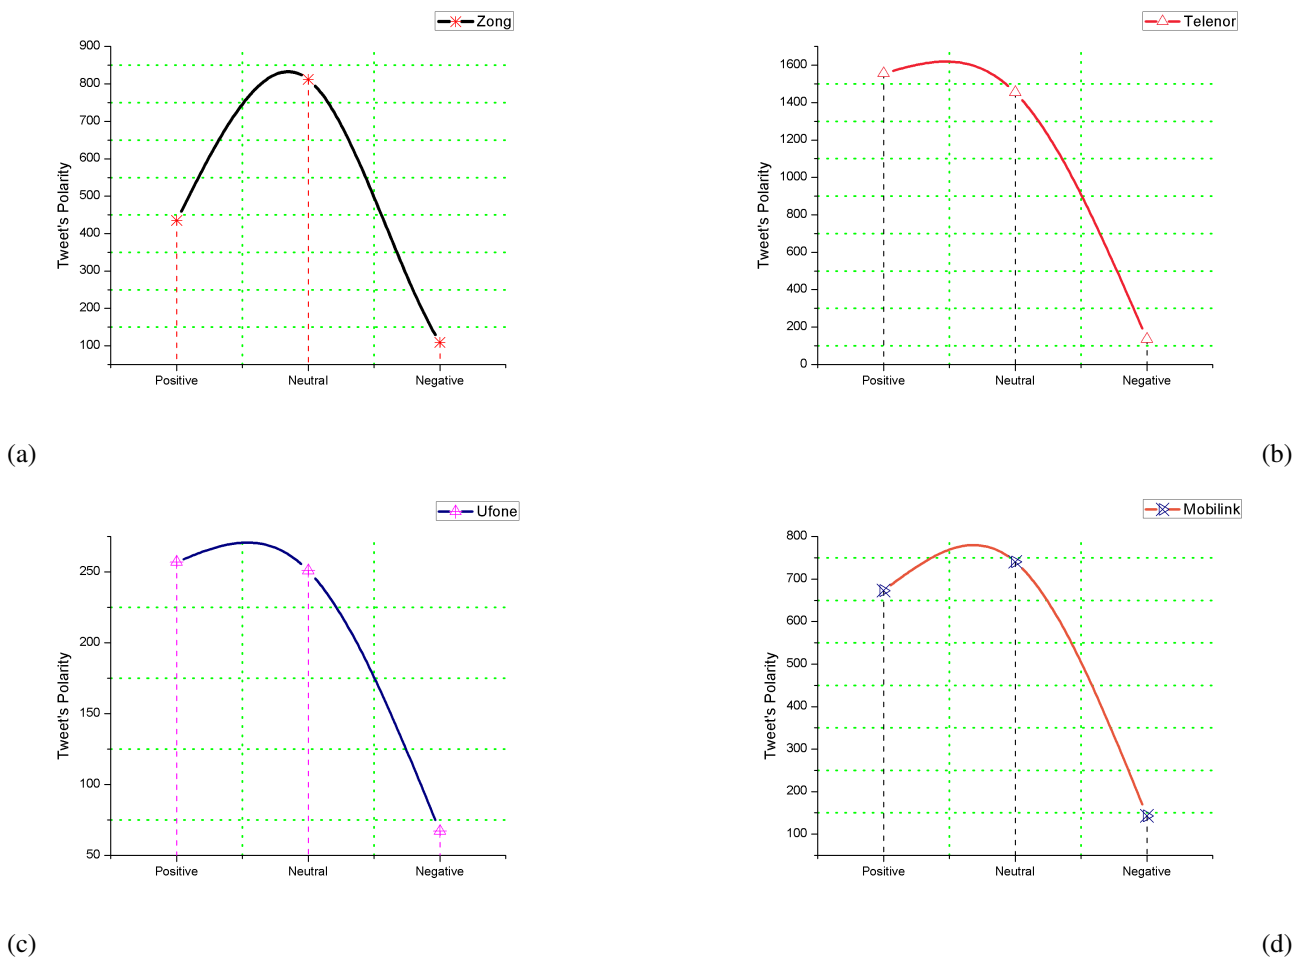 Zong
900
800
700
600
500
400
300
200
100
Tweet's Polarity
Positive Neutral Negative
(a)
Telenor
1600
1400
1200
1000
800
600
400
200
0
Tweet's Polarity
Positive Neutral Negative
(b)
Ufone
250
200
150
100
50
Tweet's Polarity
Positive Neutral Negative
(c)
Mobilink
800
700
600
500
400
300
200
100
Tweet's Polarity
Positive Neutral Negative
(d)